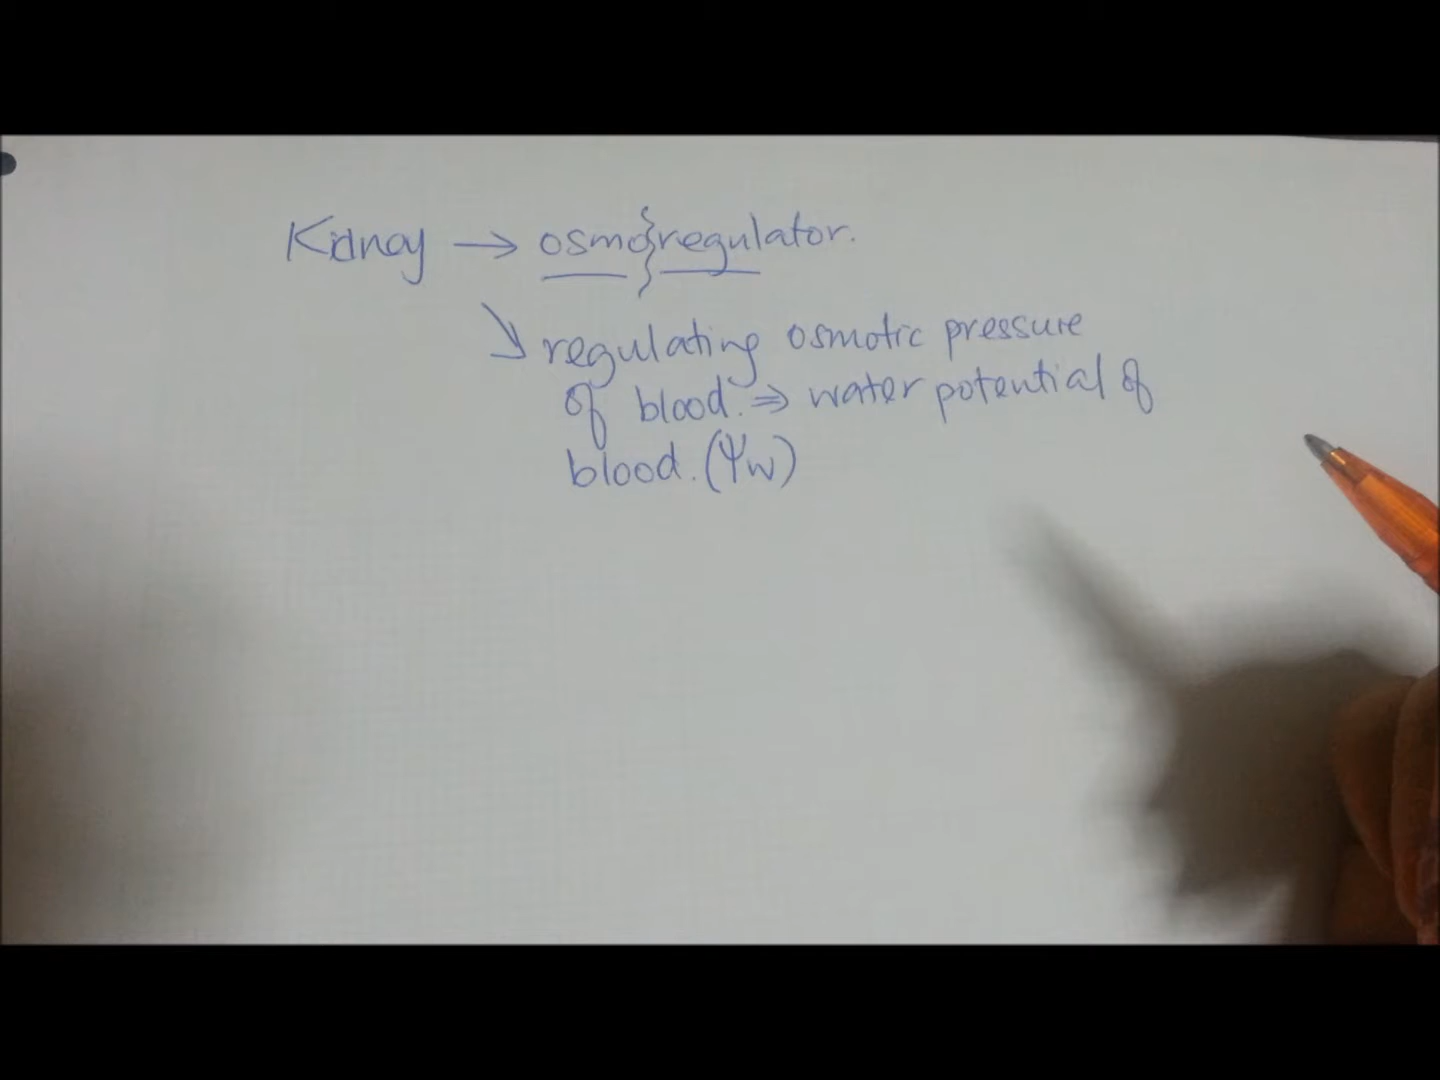 Kidney → osmo}regulator.
↘ regulating osmotic pressure
of blood. ⇒ water potential of
blood. (Ψw)